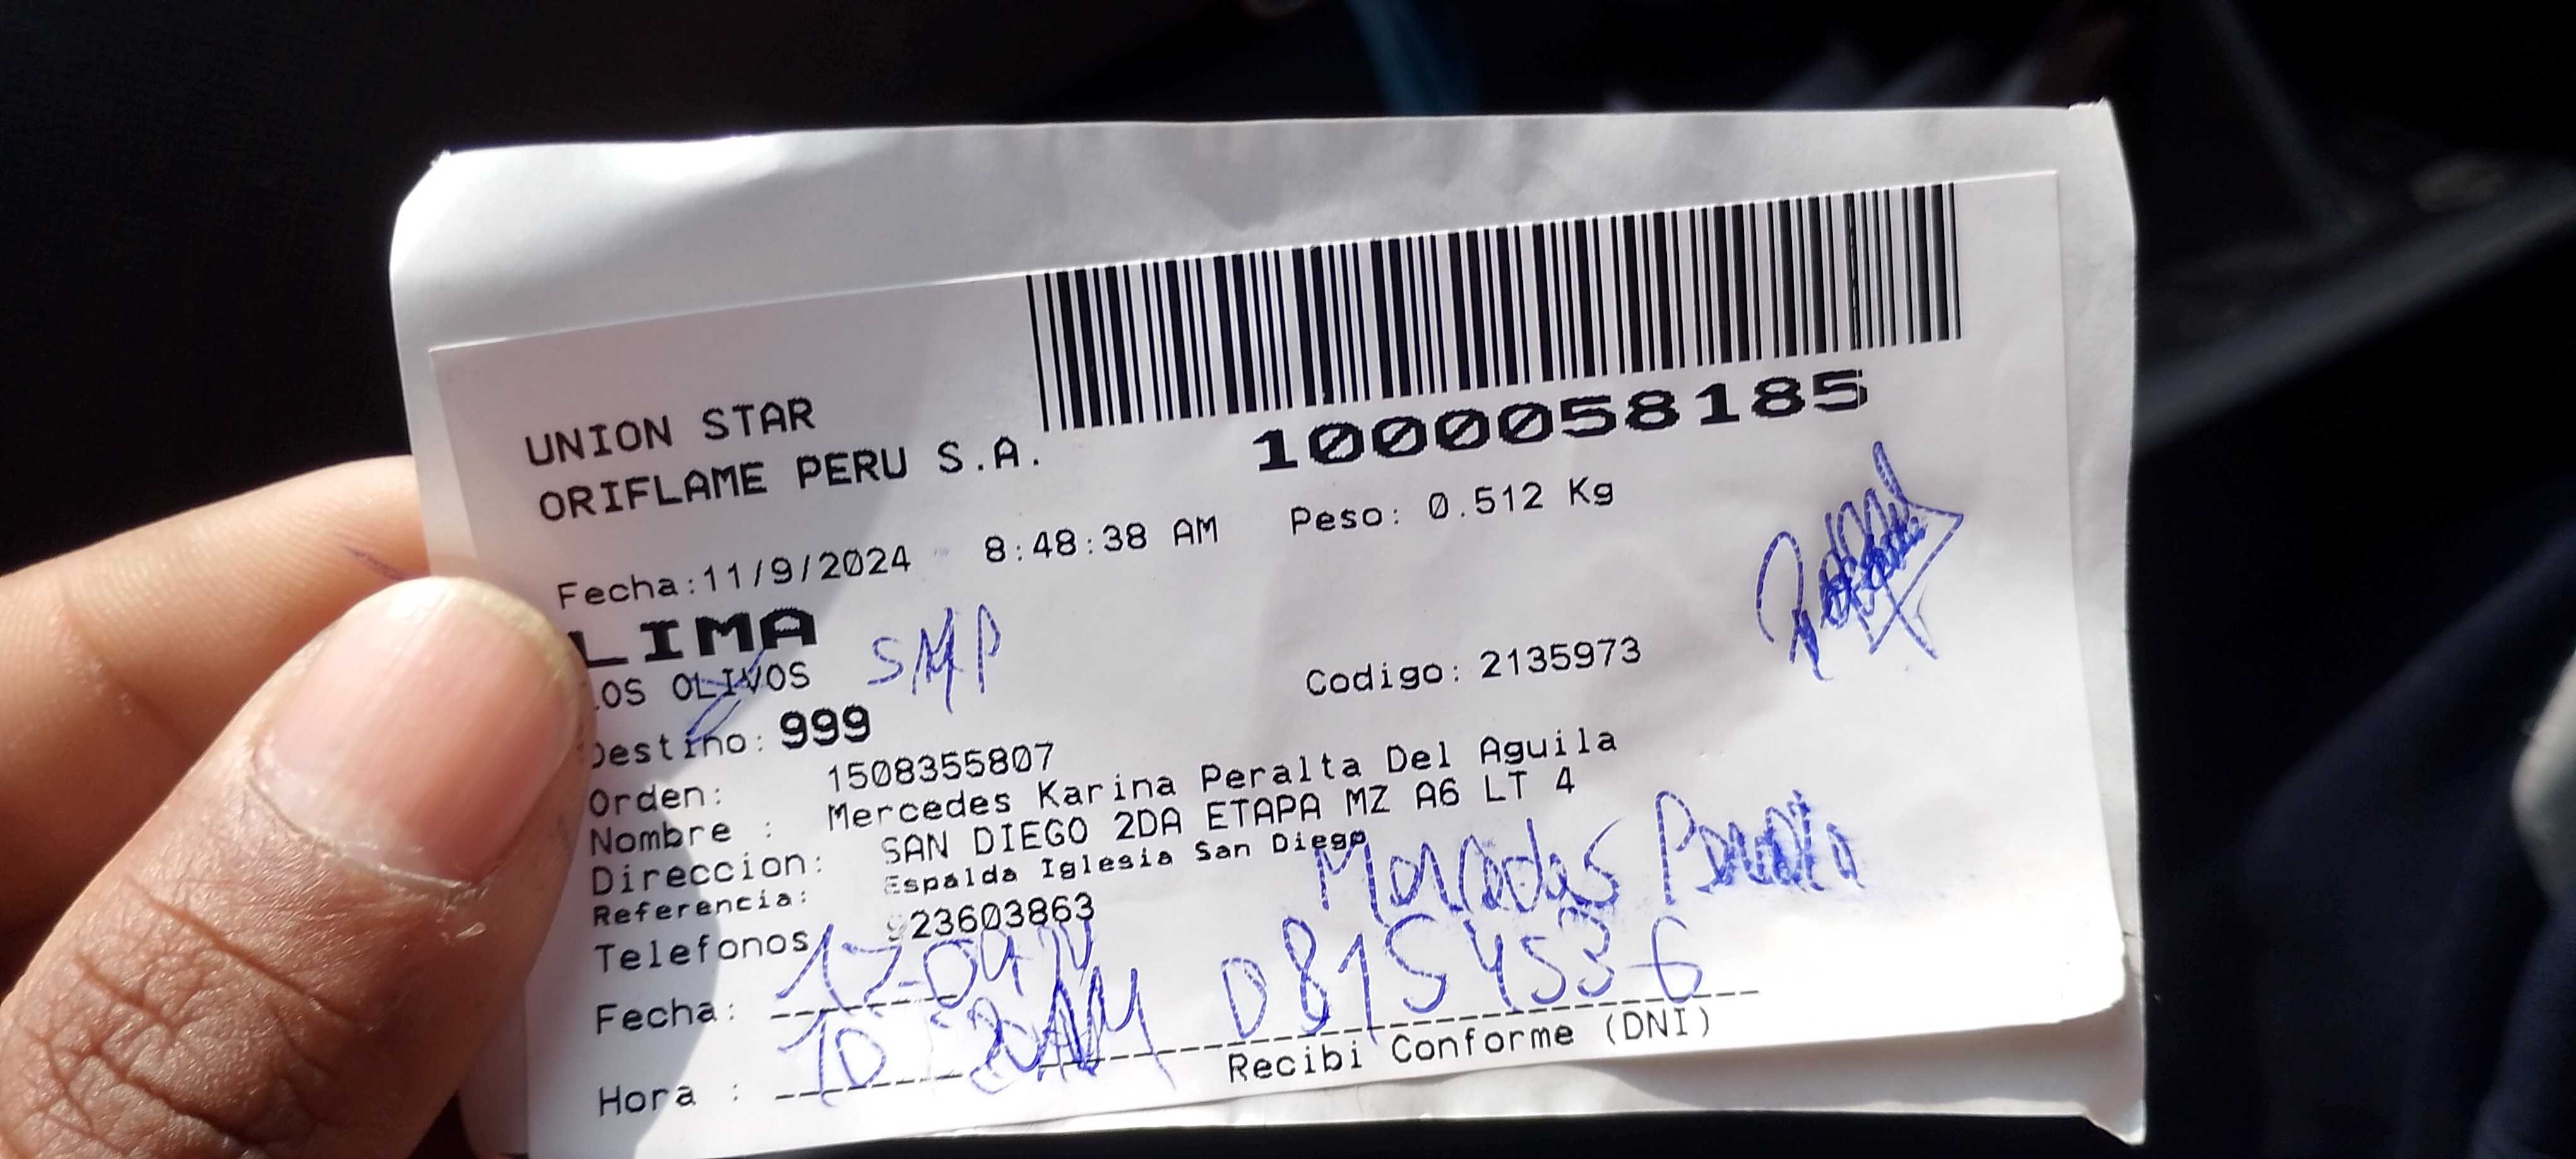 UNION STAR
ORIFLAME PERU S.A.
1000058185
Fecha:11/9/2024 8:48:38 AM Peso: 0.512 Kg
LIMA
LOS OLIVOS SMP
Codigo: 2135973
Destino: 999
Orden: 1508355807
Nombre : Mercedes Karina Peralta Del Aguila
Direccion: SAN DIEGO 2DA ETAPA MZ A6 LT 4
Referencia: Espalda Iglesia San Diego
Telefonos 923603863
Mercedes Peralta
Fecha: 12-09
08154536
Hora : 10:20 AM
Recibi Conforme (DNI)